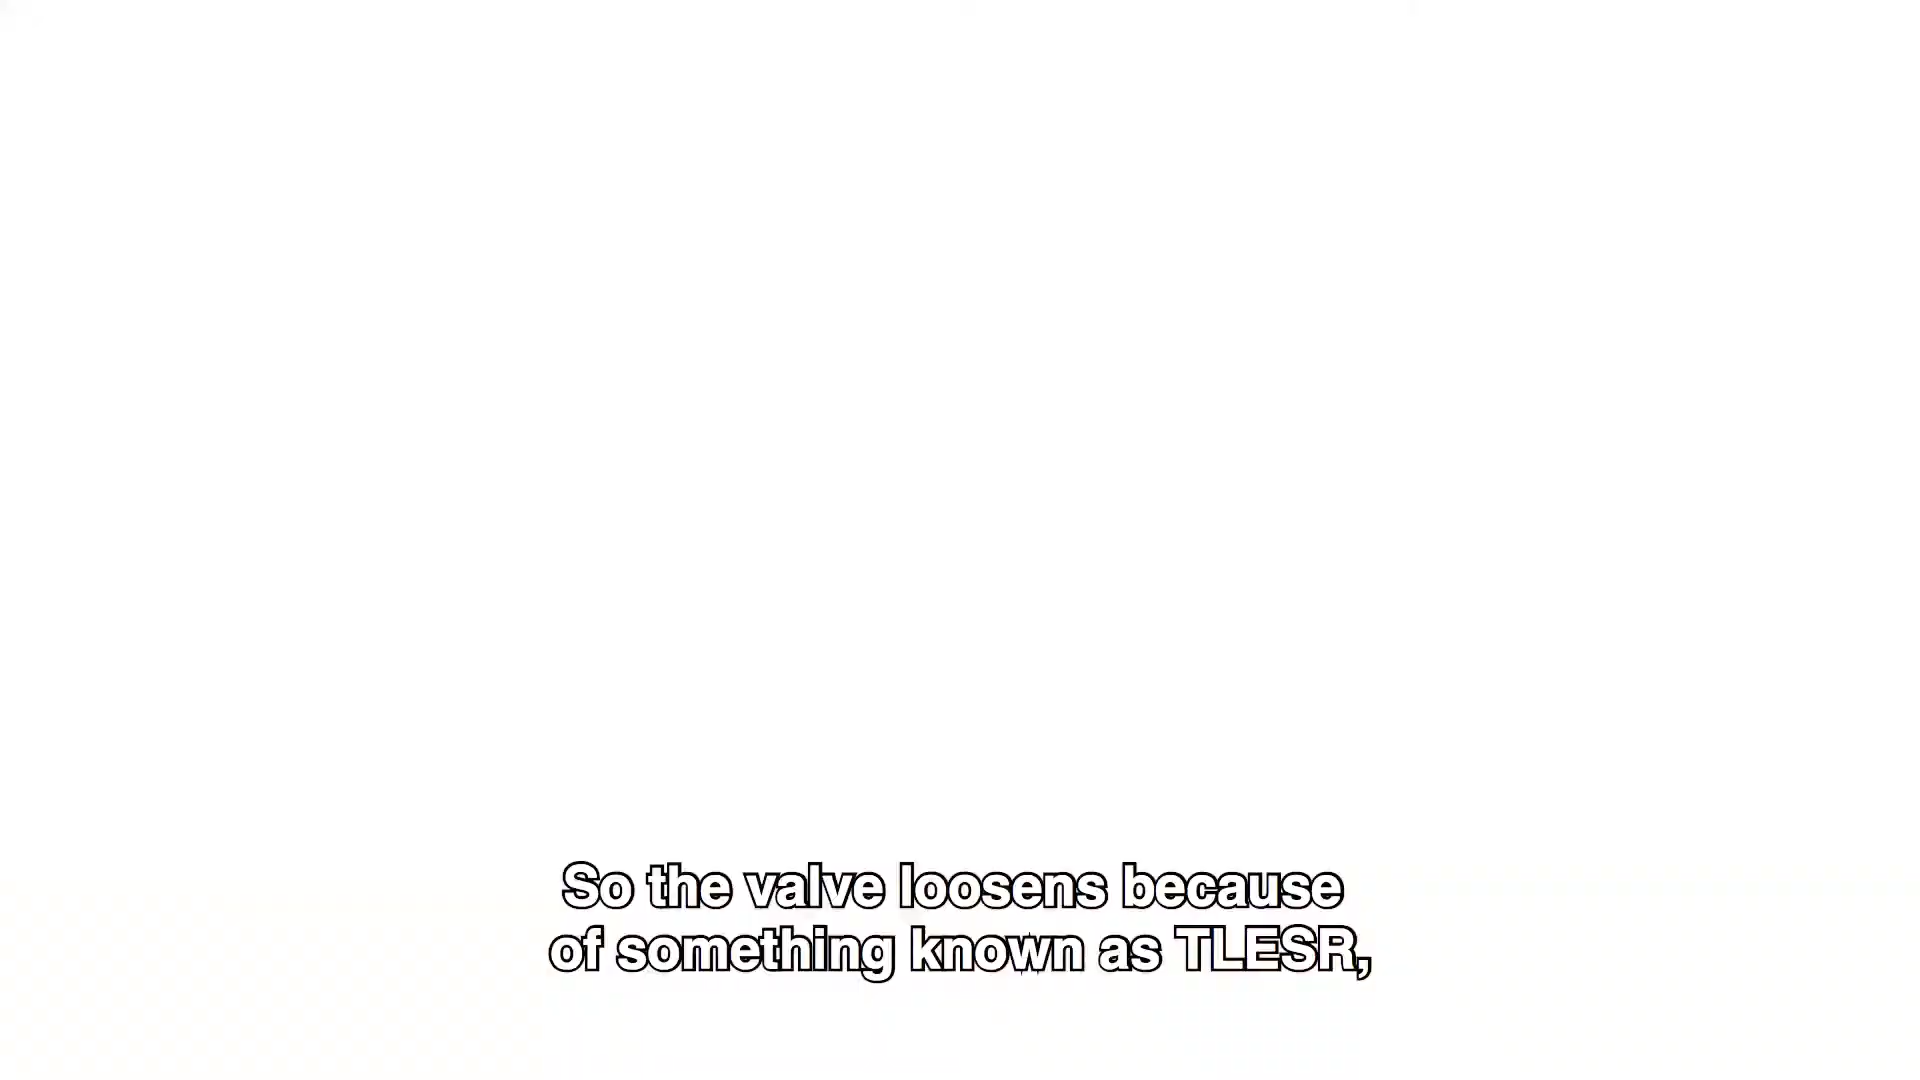 So the valve loosens because
of something known as TLESR,